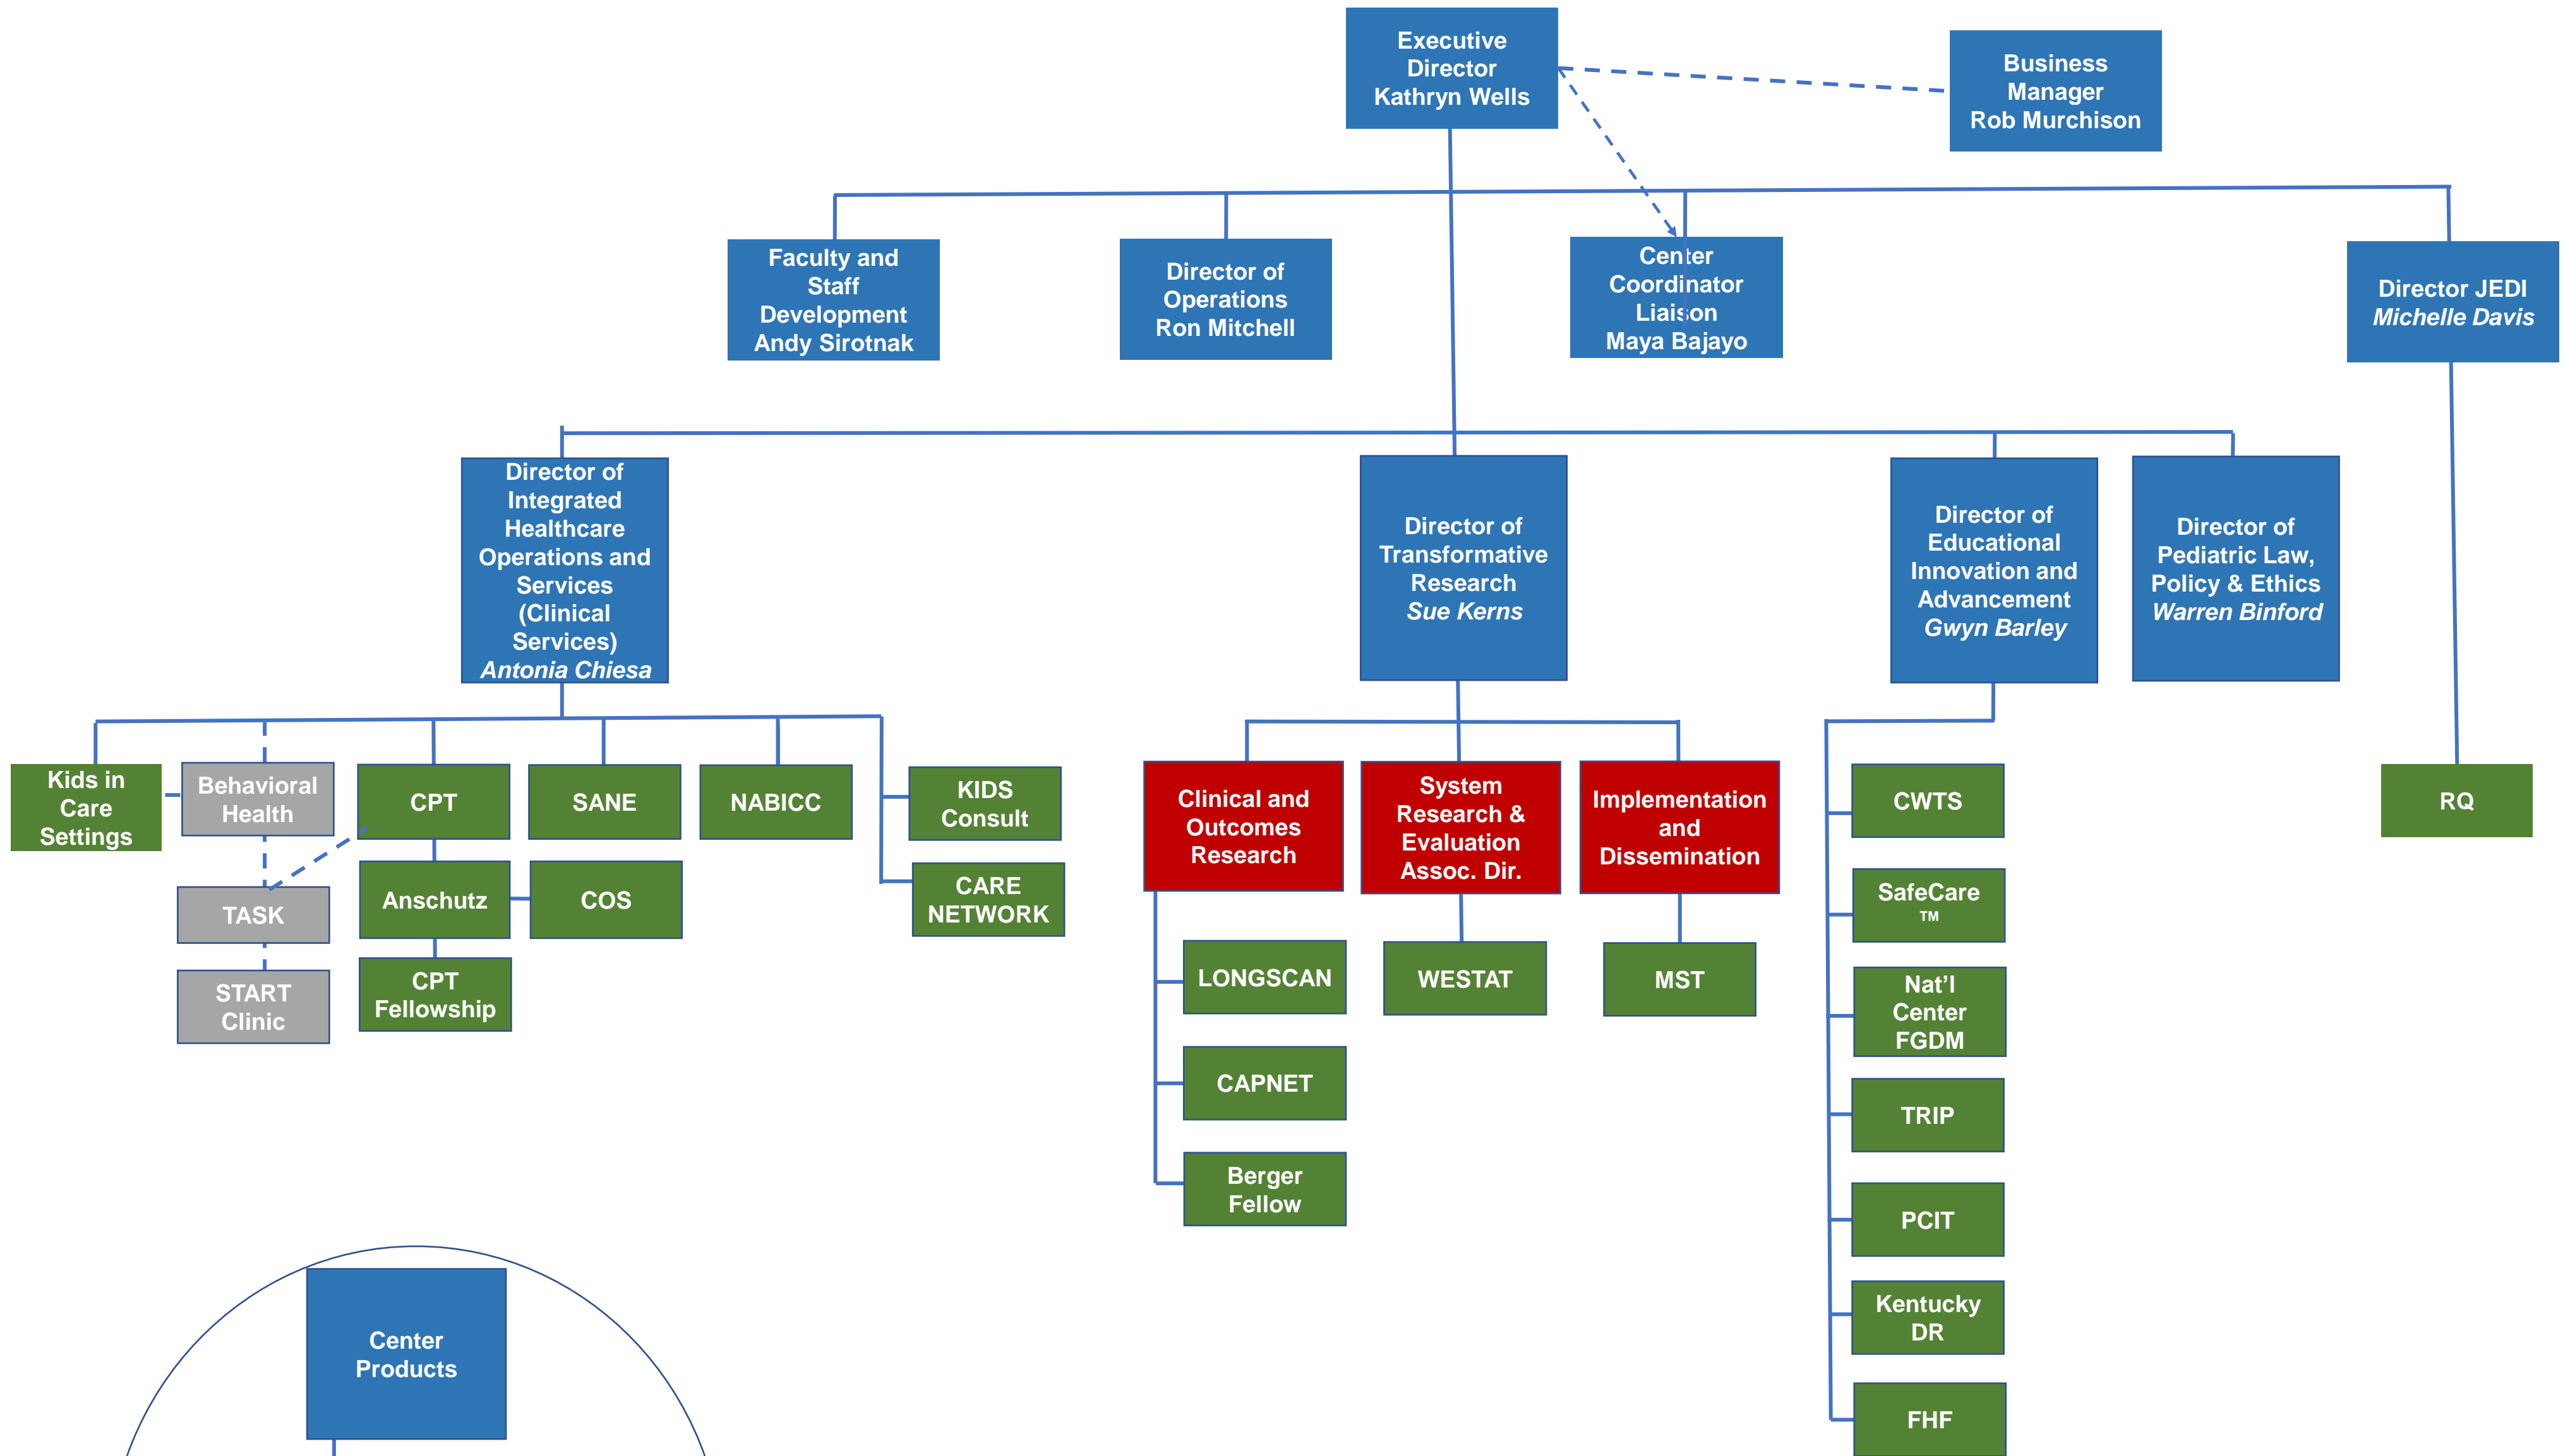 Executive
Director
Kathryn Wells
Business
Manager
Rob Murchison
Faculty and
Staff
Development
Andy Sirotnak
Director of
Operations
Ron Mitchell
Center
Coordinator
Liaison
Maya Bajayo
Director JEDI
Michelle Davis
Director of
Integrated
Healthcare
Operations and
Services
(Clinical
Services)
Antonia Chiesa
Director of
Transformative
Research
Sue Kerns
Director of
Educational
Innovation and
Advancement
Gwyn Barley
Director of
Pediatric Law,
Policy & Ethics
Warren Binford
Kids in
Care
Settings
Behavioral
Health
CPT
SANE
NABICC
KIDS
Consult
CARE
NETWORK
TASK
Anschutz
COS
START
Clinic
CPT
Fellowship
Clinical and
Outcomes
Research
System
Research &
Evaluation
Assoc. Dir.
Implementation
and
Dissemination
LONGSCAN
WESTAT
MST
CAPNET
Berger
Fellow
CWTS
SafeCare
™
Nat’l
Center
FGDM
TRIP
PCIT
Kentucky
DR
FHF
RQ
Center
Products